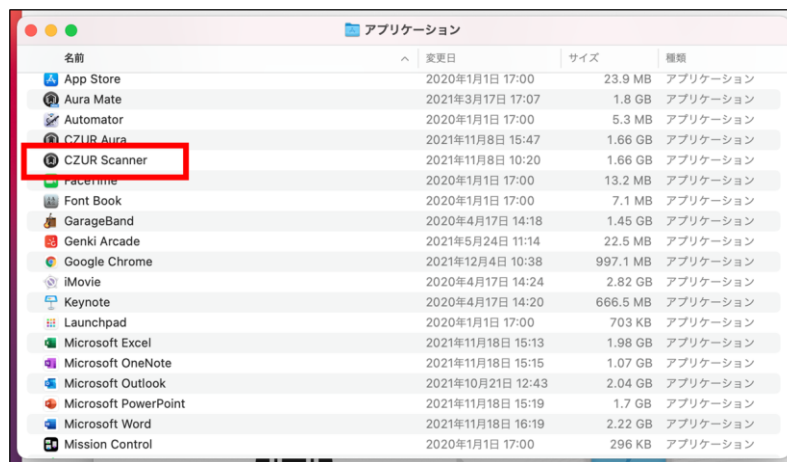 アプリケーション
名前 変更日 サイズ 種類
App Store 2020年1月1日 17:00 23.9 MB アプリケーション
Aura Mate 2021年3月17日 17:07 1.8 GB アプリケーション
Automator 2020年1月1日 17:00 5.3 MB アプリケーション
CZUR Aura 2021年11月8日 15:47 1.66 GB アプリケーション
CZUR Scanner 2021年11月8日 10:20 1.66 GB アプリケーション
FaceTime 2020年1月1日 17:00 13.2 MB アプリケーション
Font Book 2020年1月1日 17:00 7.1 MB アプリケーション
GarageBand 2020年4月17日 14:18 1.45 GB アプリケーション
Genki Arcade 2021年5月24日 11:14 22.5 MB アプリケーション
Google Chrome 2021年12月4日 10:38 997.1 MB アプリケーション
iMovie 2020年4月17日 14:24 2.82 GB アプリケーション
Keynote 2020年4月17日 14:20 666.5 MB アプリケーション
Launchpad 2020年1月1日 17:00 703 KB アプリケーション
Microsoft Excel 2021年11月18日 15:13 1.98 GB アプリケーション
Microsoft OneNote 2021年11月18日 15:15 1.07 GB アプリケーション
Microsoft Outlook 2021年10月21日 12:43 2.04 GB アプリケーション
Microsoft PowerPoint 2021年11月18日 15:19 1.7 GB アプリケーション
Microsoft Word 2021年11月18日 16:19 2.22 GB アプリケーション
Mission Control 2020年1月1日 17:00 296 KB アプリケーション